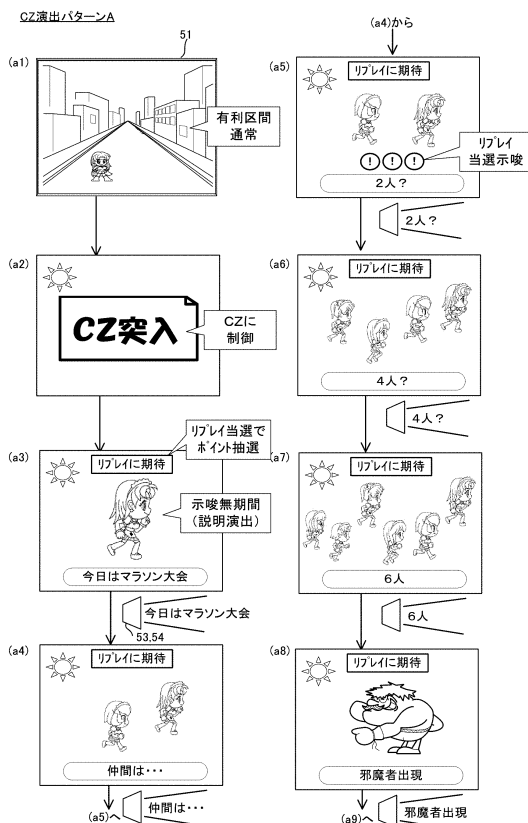 CZ演出パターンA
51
(a1)
有利区間
通常
(a2)
CZ突入
CZに
制御
リプレイ当選で
ポイント抽選
(a3)
リプレイに期待
示唆無期間
(説明演出)
今日はマラソン大会
今日はマラソン大会
53,54
(a4)
リプレイに期待
仲間は・・・
仲間は・・・
(a5)へ
(a4)から
(a5)
リプレイに期待
! ! !
リプレイ
当選示唆
2人?
2人?
(a6)
リプレイに期待
4人?
4人?
(a7)
リプレイに期待
6人
6人
(a8)
リプレイに期待
邪魔者出現
邪魔者出現
(a9)へ